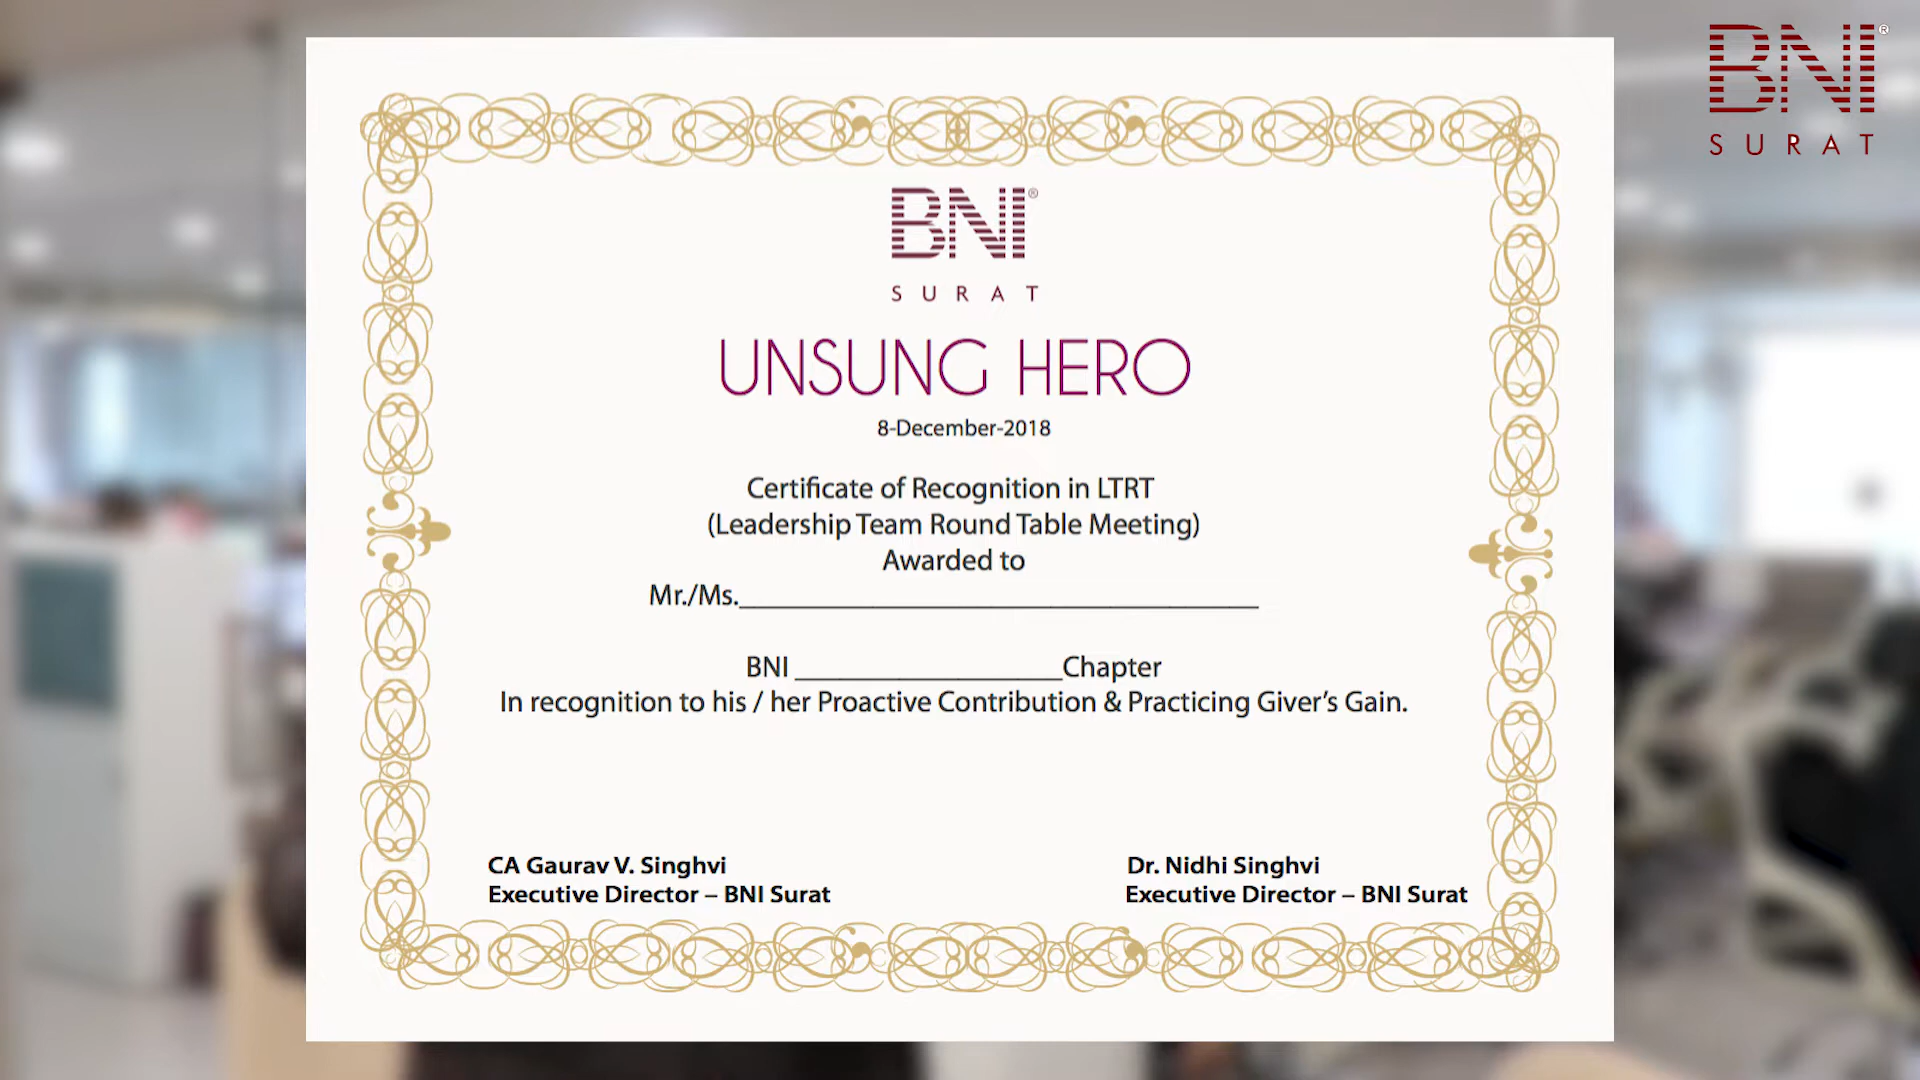 BNI®
SURAT
BNI®
SURAT
UNSUNG HERO
8-December-2018
Certificate of Recognition in LTRT
(Leadership Team Round Table Meeting)
Awarded to
Mr./Ms.___________________________________
BNI __________________Chapter
In recognition to his / her Proactive Contribution & Practicing Giver’s Gain.
CA Gaurav V. Singhvi
Executive Director – BNI Surat
Dr. Nidhi Singhvi
Executive Director – BNI Surat